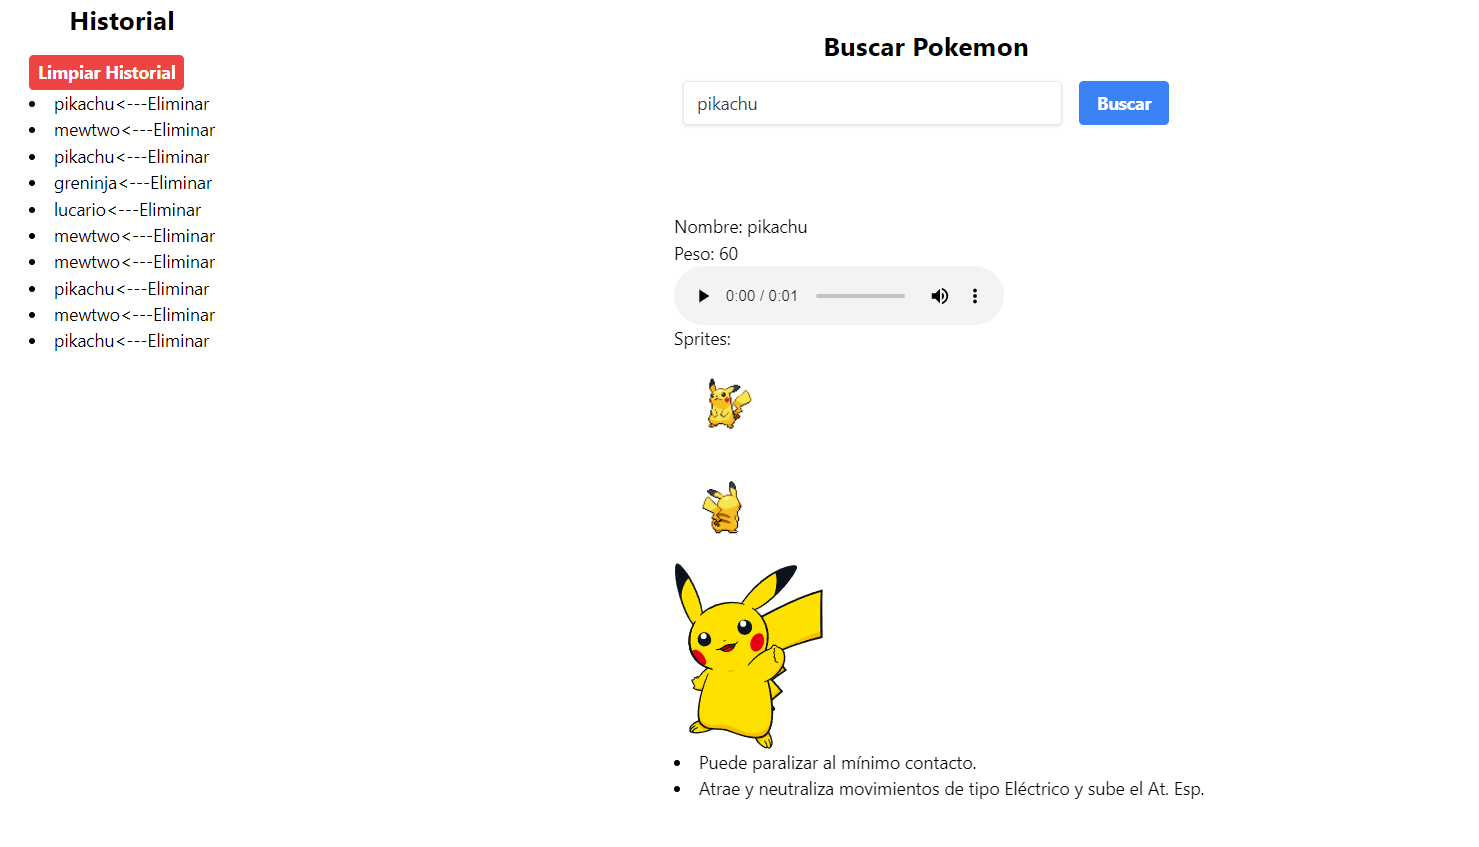 Historial
Limpiar Historial
pikachu<---Eliminar
mewtwo<---Eliminar
pikachu<---Eliminar
greninja<---Eliminar
lucario<---Eliminar
mewtwo<---Eliminar
mewtwo<---Eliminar
pikachu<---Eliminar
mewtwo<---Eliminar
pikachu<---Eliminar
Buscar Pokemon
pikachu
Buscar
Nombre: pikachu
Peso: 60
0:00 / 0:01
Sprites:
Puede paralizar al mínimo contacto.
Atrae y neutraliza movimientos de tipo Eléctrico y sube el At. Esp.